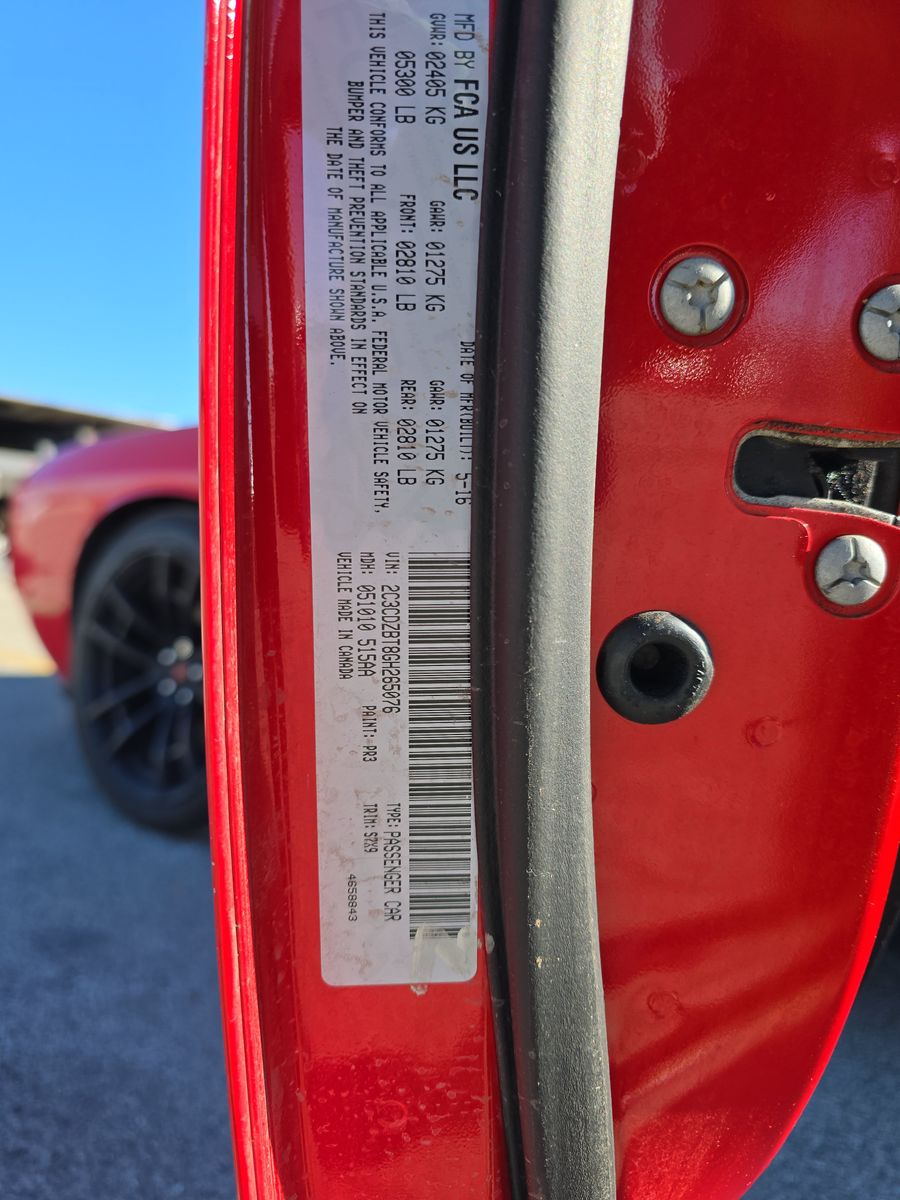 MFD BY FCA US LLC
DATE OF MFR(BUILT): 5-16
GVWR: 02405 KG GAWR: 01275 KG GAWR: 01275 KG
05300 LB FRONT: 02810 LB REAR: 02810 LB
THIS VEHICLE CONFORMS TO ALL APPLICABLE U.S.A. FEDERAL MOTOR VEHICLE SAFETY,
BUMPER AND THEFT PREVENTION STANDARDS IN EFFECT ON
THE DATE OF MANUFACTURE SHOWN ABOVE.
VIN: 2C3CDZBT8GH265076 TYPE: PASSENGER CAR
MDH: 051010 515AA PAINT: PR3 TRIM: S7X9
VEHICLE MADE IN CANADA 4658843